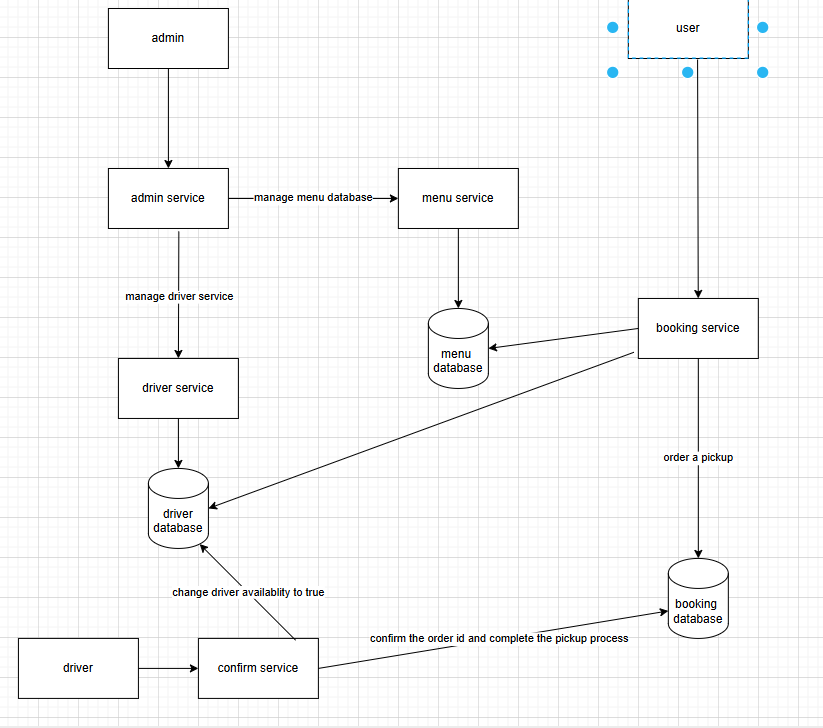 user
admin
admin service
manage menu database
menu service
manage driver service
booking service
menu
database
driver service
order a pickup
driver
database
change driver availablity to true
booking
database
confirm the order id and complete the pickup process
driver
confirm service